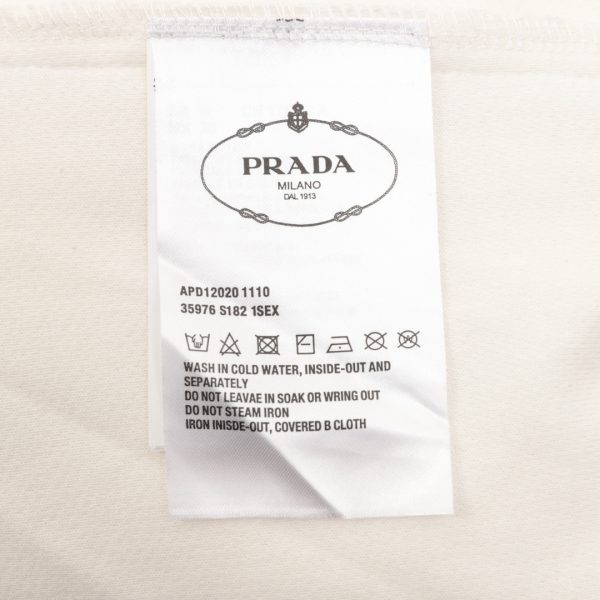 PRADA
MILANO
DAL 1913
APD12020 1110
35976 S182 1SEX
WASH IN COLD WATER, INSIDE-OUT AND
SEPARATELY
DO NOT LEAVAE IN SOAK OR WRING OUT
DO NOT STEAM IRON
IRON INISDE-OUT, COVERED B CLOTH